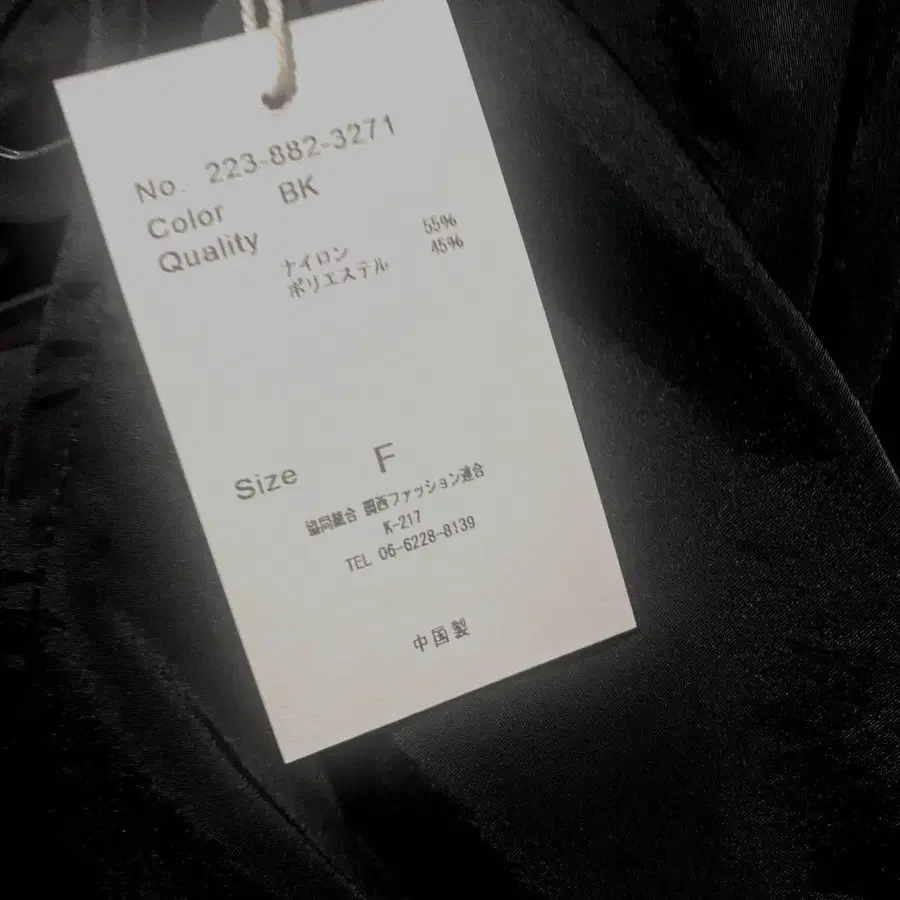 No. 223-882-3271
Color BK
Quality
ナイロン 55%
ポリエステル 45%
Size F
協同組合 関西ファッション連合
K-217
TEL 06-6228-8139
中国製